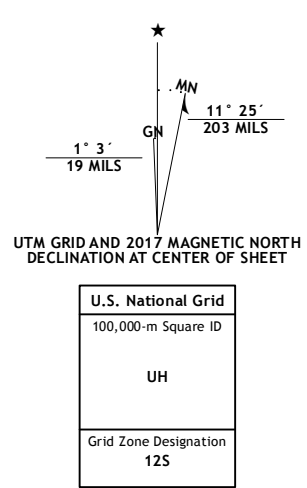 ★
MN
11° 25´
203 MILS
GN
1° 3´
19 MILS
UTM GRID AND 2017 MAGNETIC NORTH
DECLINATION AT CENTER OF SHEET
U.S. National Grid
100,000-m Square ID
UH
Grid Zone Designation
12S